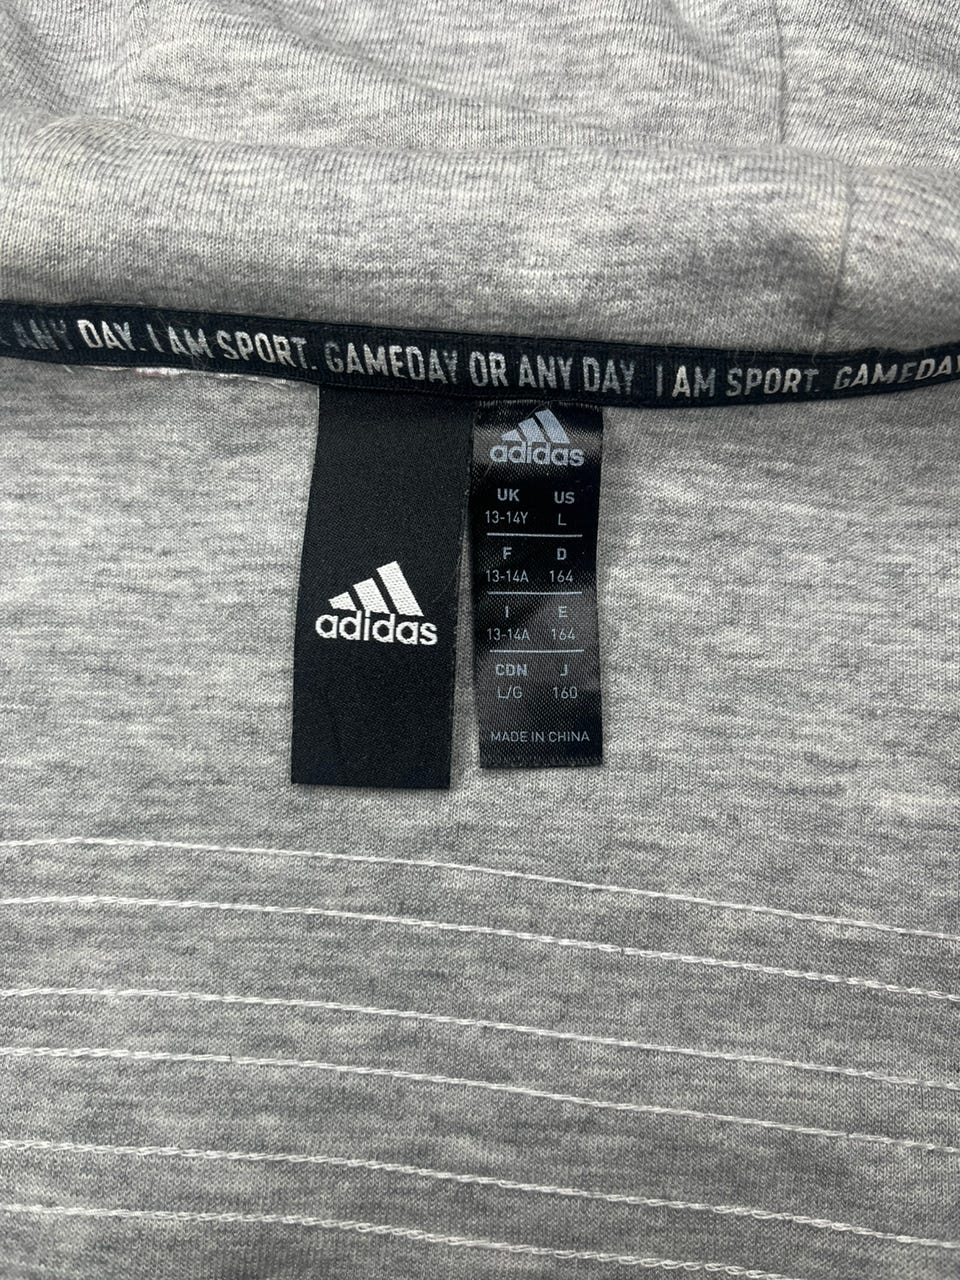 ANY DAY. I AM SPORT. GAMEDAY OR ANY DAY. I AM SPORT. GAMEDAY
adidas
adidas
UK US
13-14Y L
F D
13-14A 164
I E
13-14A 164
CDN J
L/G 160
MADE IN CHINA